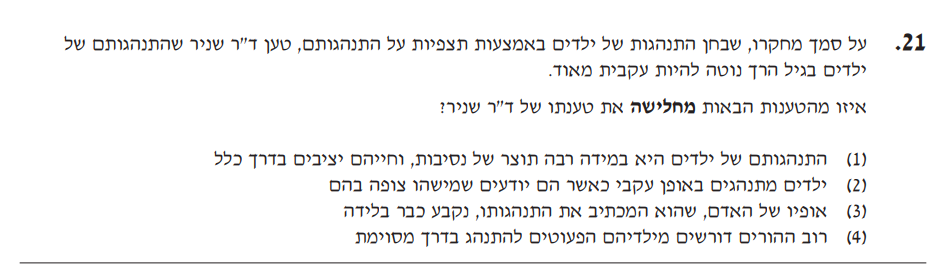 21. על סמך מחקרו, שבחן התנהגות של ילדים באמצעות תצפיות על התנהגותם, טען ד"ר שניר שהתנהגותם של
ילדים בגיל הרך נוטה להיות עקבית מאוד.
איזו מהטענות הבאות מחלישה את טענתו של ד"ר שניר?
(1) התנהגותם של ילדים היא במידה רבה תוצר של נסיבות, וחייהם יציבים בדרך כלל
(2) ילדים מתנהגים באופן עקבי כאשר הם יודעים שמישהו צופה בהם
(3) אופיו של האדם, שהוא המכתיב את התנהגותו, נקבע כבר בלידה
(4) רוב ההורים דורשים מילדיהם הפעוטים להתנהג בדרך מסוימת